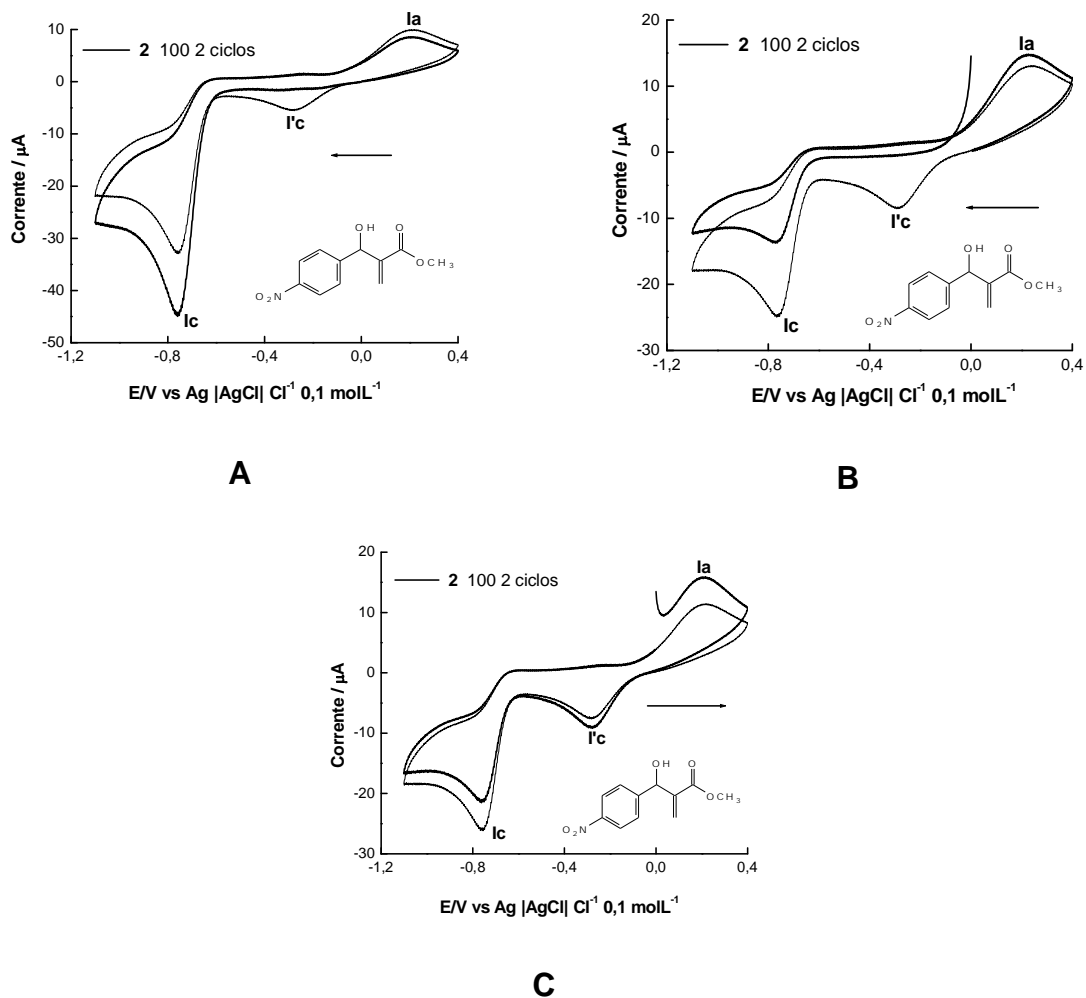 2 100 2 ciclos
Ia
I'c
Ic
10
0
-10
-20
-30
-40
-50
-1,2
-0,8
-0,4
0,0
0,4
Corrente / µA
E/V vs Ag |AgCl| Cl⁻¹ 0,1 molL⁻¹
OH
O
OCH₃
O₂N
A
2 100 2 ciclos
Ia
I'c
Ic
20
10
0
-10
-20
-30
-1,2
-0,8
-0,4
0,0
0,4
Corrente / µA
E/V vs Ag |AgCl| Cl⁻¹ 0,1 molL⁻¹
OH
O
OCH₃
O₂N
B
2 100 2 ciclos
Ia
I'c
Ic
20
10
0
-10
-20
-30
-1,2
-0,8
-0,4
0,0
0,4
Corrente / µA
E/V vs Ag |AgCl| Cl⁻¹ 0,1 molL⁻¹
OH
O
OCH₃
O₂N
C